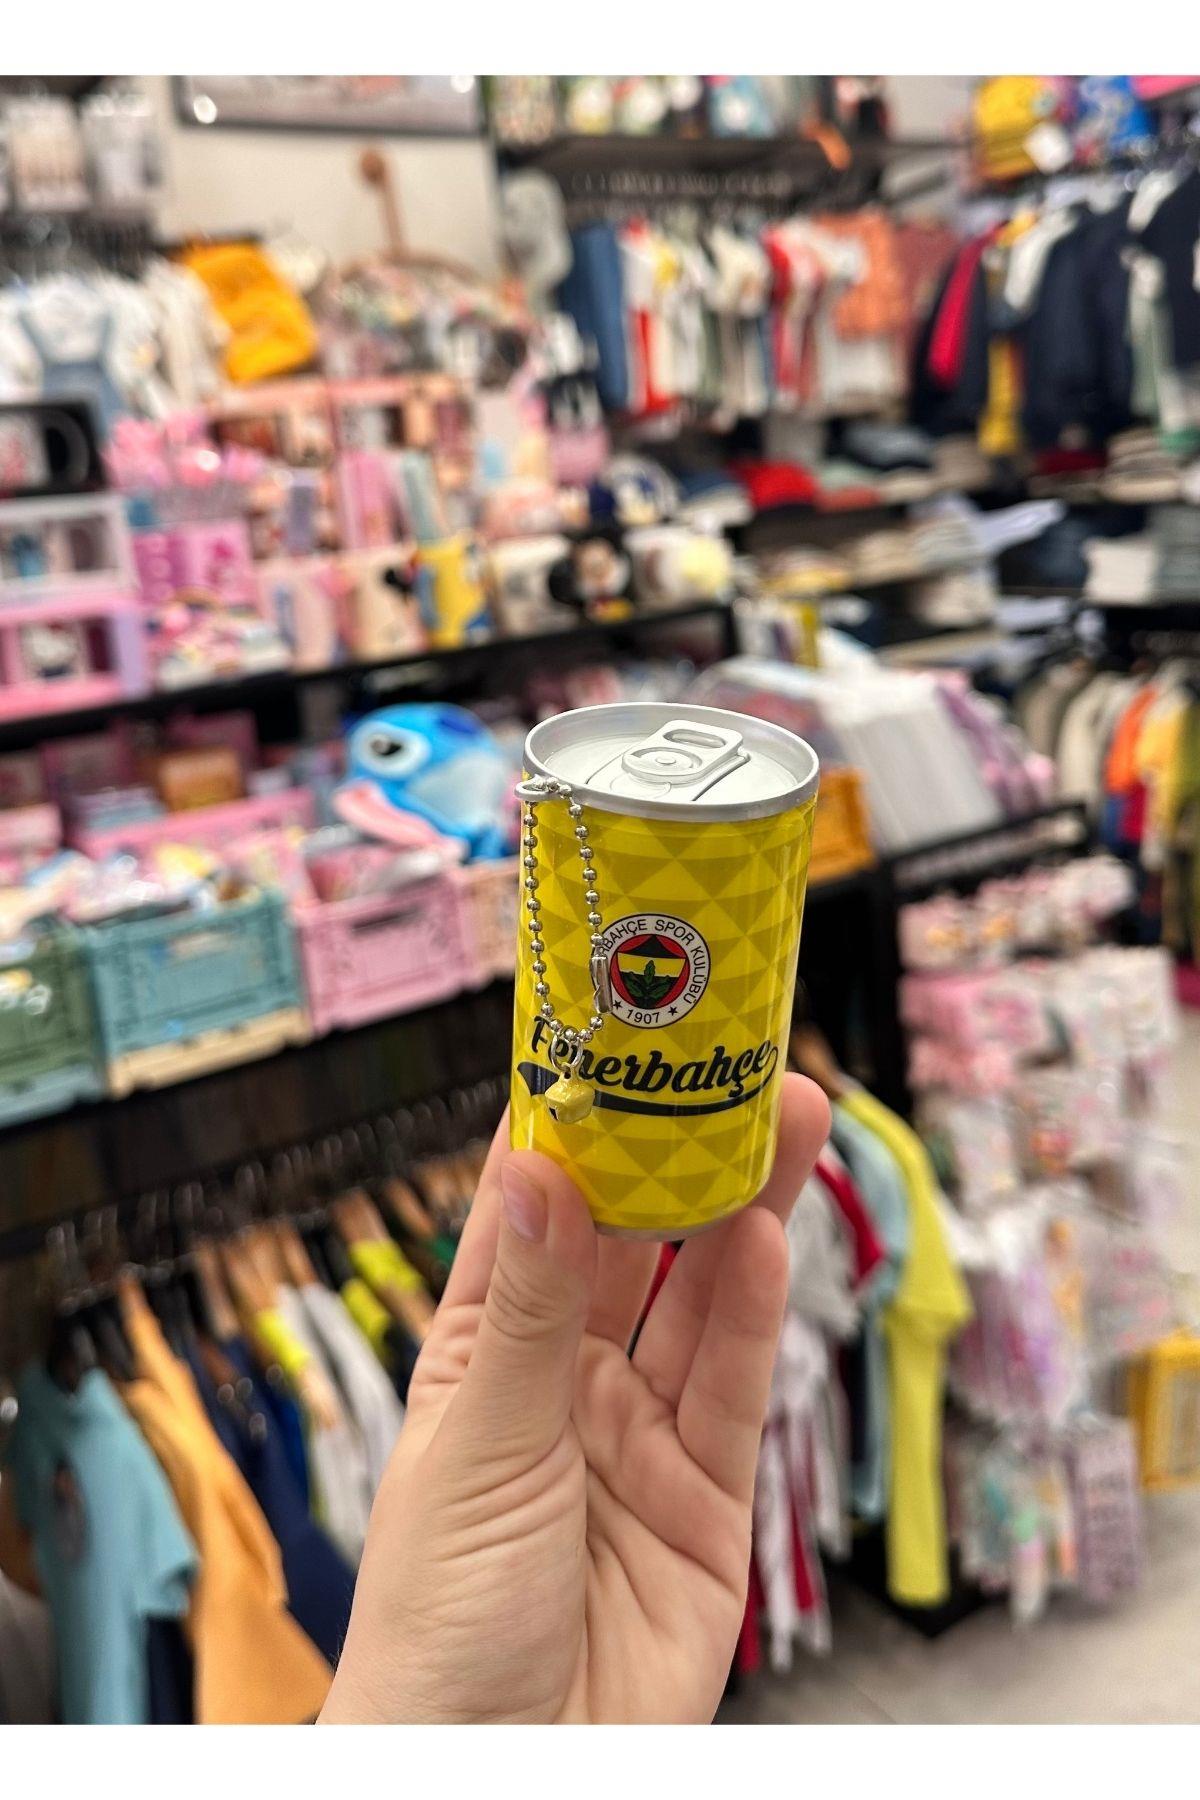 BAHÇE SPOR KULÜBÜ
★ 1907 ★
Fenerbahçe